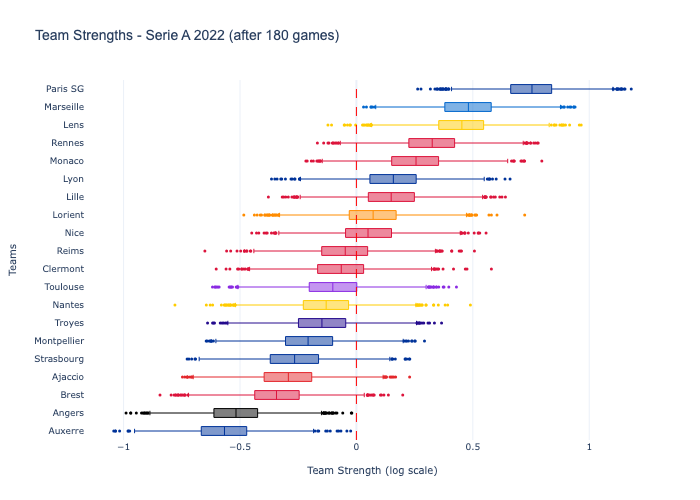 Team Strengths - Serie A 2022 (after 180 games)
Paris SG
Marseille
Lens
Rennes
Monaco
Lyon
Lille
Lorient
Nice
Reims
Clermont
Toulouse
Nantes
Troyes
Montpellier
Strasbourg
Ajaccio
Brest
Angers
Auxerre
Teams
−1
−0.5
0
0.5
1
Team Strength (log scale)